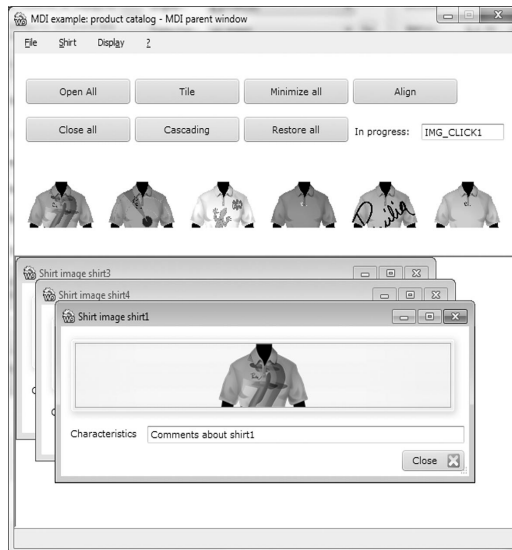 MDI example: product catalog - MDI parent window
File Shirt Display ?
Open All Tile Minimize all Align
Close all Cascading Restore all In progress: IMG_CLICK1
Shirt image shirt3
Shirt image shirt4
Shirt image shirt1
Characteristics Comments about shirt1
Close